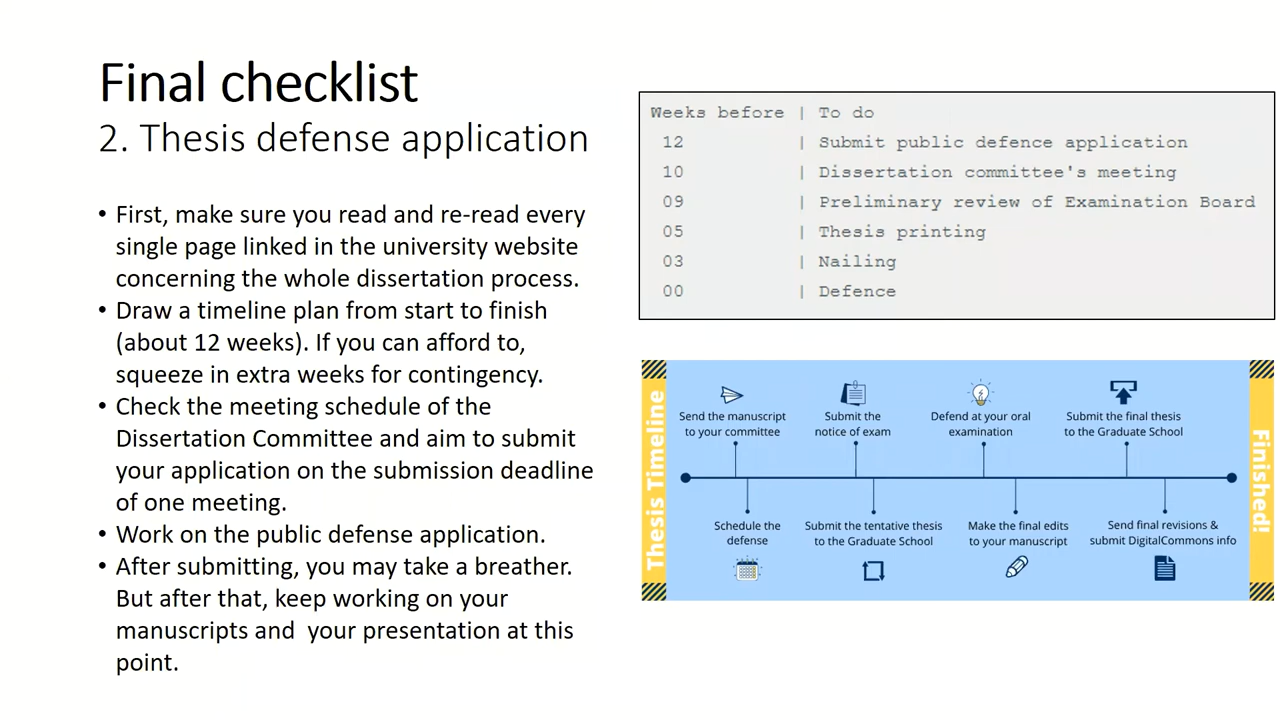 Final checklist
2. Thesis defense application
• First, make sure you read and re-read every
single page linked in the university website
concerning the whole dissertation process.
• Draw a timeline plan from start to finish
(about 12 weeks). If you can afford to,
squeeze in extra weeks for contingency.
• Check the meeting schedule of the
Dissertation Committee and aim to submit
your application on the submission deadline
of one meeting.
• Work on the public defense application.
• After submitting, you may take a breather.
But after that, keep working on your
manuscripts and  your presentation at this
point.
Weeks before | To do
12 | Submit public defence application
10 | Dissertation committee's meeting
09 | Preliminary review of Examination Board
05 | Thesis printing
03 | Nailing
00 | Defence
Thesis Timeline
Send the manuscript
to your committee
Submit the
notice of exam
Defend at your oral
examination
Submit the final thesis
to the Graduate School
Schedule the
defense
Submit the tentative thesis
to the Graduate School
Make the final edits
to your manuscript
Send final revisions &
submit DigitalCommons info
Finished!